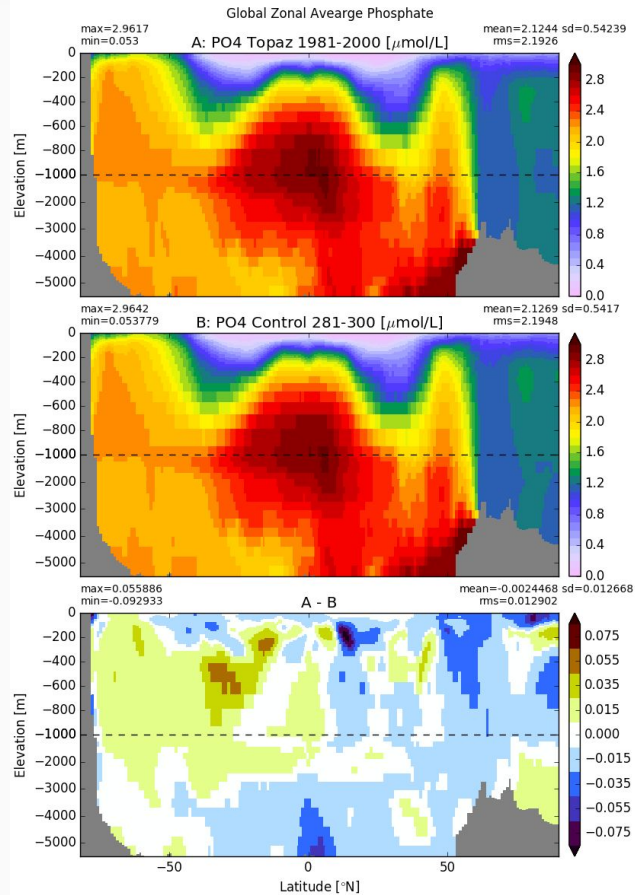 Global Zonal Avearge Phosphate
max=2.9617
min=0.053
mean=2.1244 sd=0.54239
rms=2.1926
A: PO4 Topaz 1981-2000 [μmol/L]
Elevation [m]
0
−200
−400
−600
−800
−1000
−2000
−3000
−4000
−5000
2.8
2.4
2.0
1.6
1.2
0.8
0.4
0.0
max=2.9642
min=0.053779
mean=2.1269 sd=0.5417
rms=2.1948
B: PO4 Control 281-300 [μmol/L]
Elevation [m]
0
−200
−400
−600
−800
−1000
−2000
−3000
−4000
−5000
2.8
2.4
2.0
1.6
1.2
0.8
0.4
0.0
max=0.055886
min=-0.092933
mean=-0.0024468 sd=0.012668
rms=0.012902
A - B
Elevation [m]
0
−200
−400
−600
−800
−1000
−2000
−3000
−4000
−5000
0.075
0.055
0.035
0.015
0.000
−0.015
−0.035
−0.055
−0.075
−50
0
50
Latitude [°N]